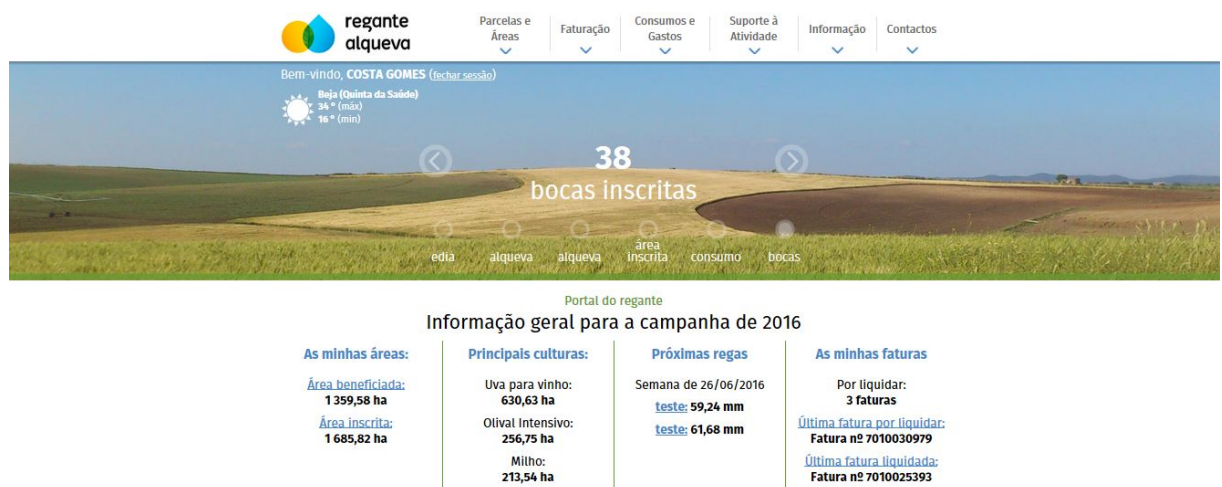 regante
alqueva
Parcelas e
Áreas
Faturação
Consumos e
Gastos
Suporte à
Atividade
Informação
Contactos
Bem-vindo, COSTA GOMES (fechar sessão)
Beja (Quinta da Saúde)
34 º (máx)
16 º (min)
38
bocas inscritas
edia
alqueva
alqueva
área
inscrita
consumo
bocas
Portal do regante
Informação geral para a campanha de 2016
As minhas áreas:
Área beneficiada:
1 359,58 ha
Área inscrita:
1 685,82 ha
Principais culturas:
Uva para vinho:
630,63 ha
Olival Intensivo:
256,75 ha
Milho:
213,54 ha
Próximas regas
Semana de 26/06/2016
teste: 59,24 mm
teste: 61,68 mm
As minhas faturas
Por liquidar:
3 faturas
Última fatura por liquidar:
Fatura nº 7010030979
Última fatura liquidada:
Fatura nº 7010025393